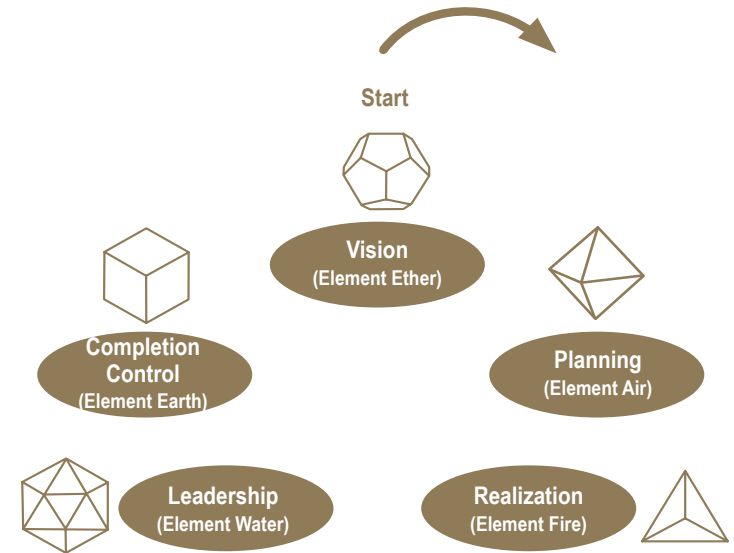 Start
Vision
(Element Ether)
Planning
(Element Air)
Realization
(Element Fire)
Leadership
(Element Water)
Completion
Control
(Element Earth)